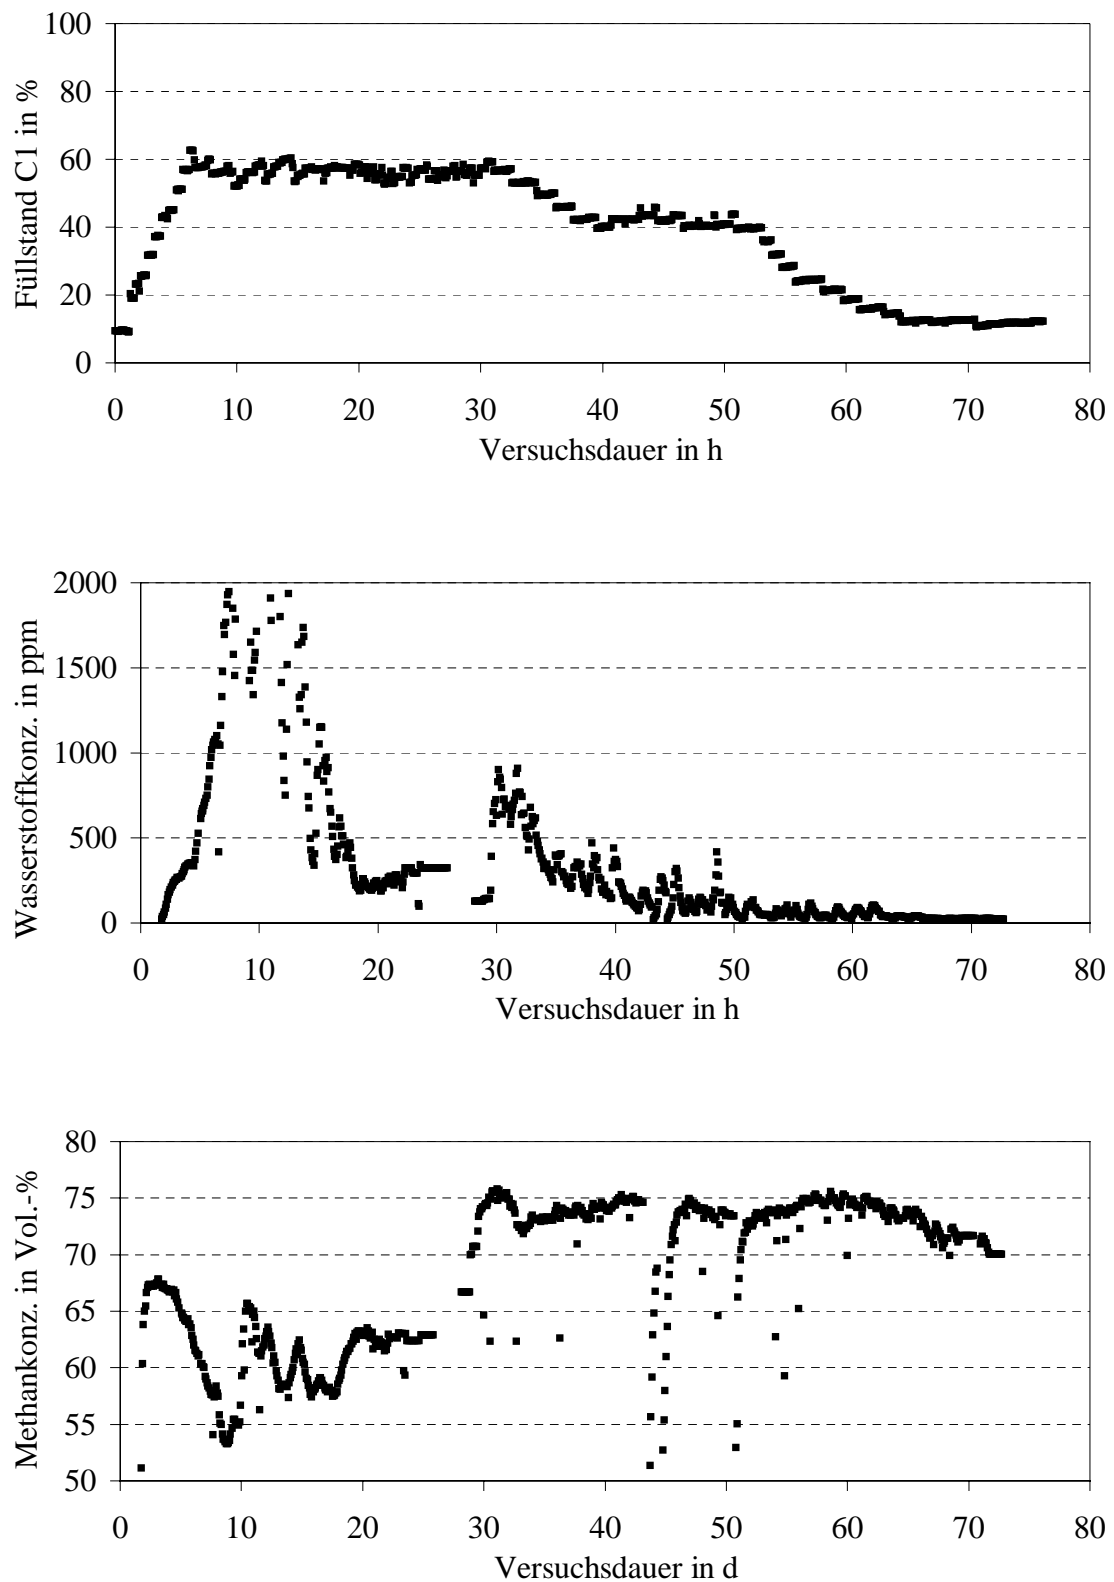 Füllstand C1 in %
100
80
60
40
20
0
0 10 20 30 40 50 60 70 80
Versuchsdauer in h
Wasserstoffkonz. in ppm
2000
1500
1000
500
0
0 10 20 30 40 50 60 70 80
Versuchsdauer in h
Methankonz. in Vol.-%
80
75
70
65
60
55
50
0 10 20 30 40 50 60 70 80
Versuchsdauer in d